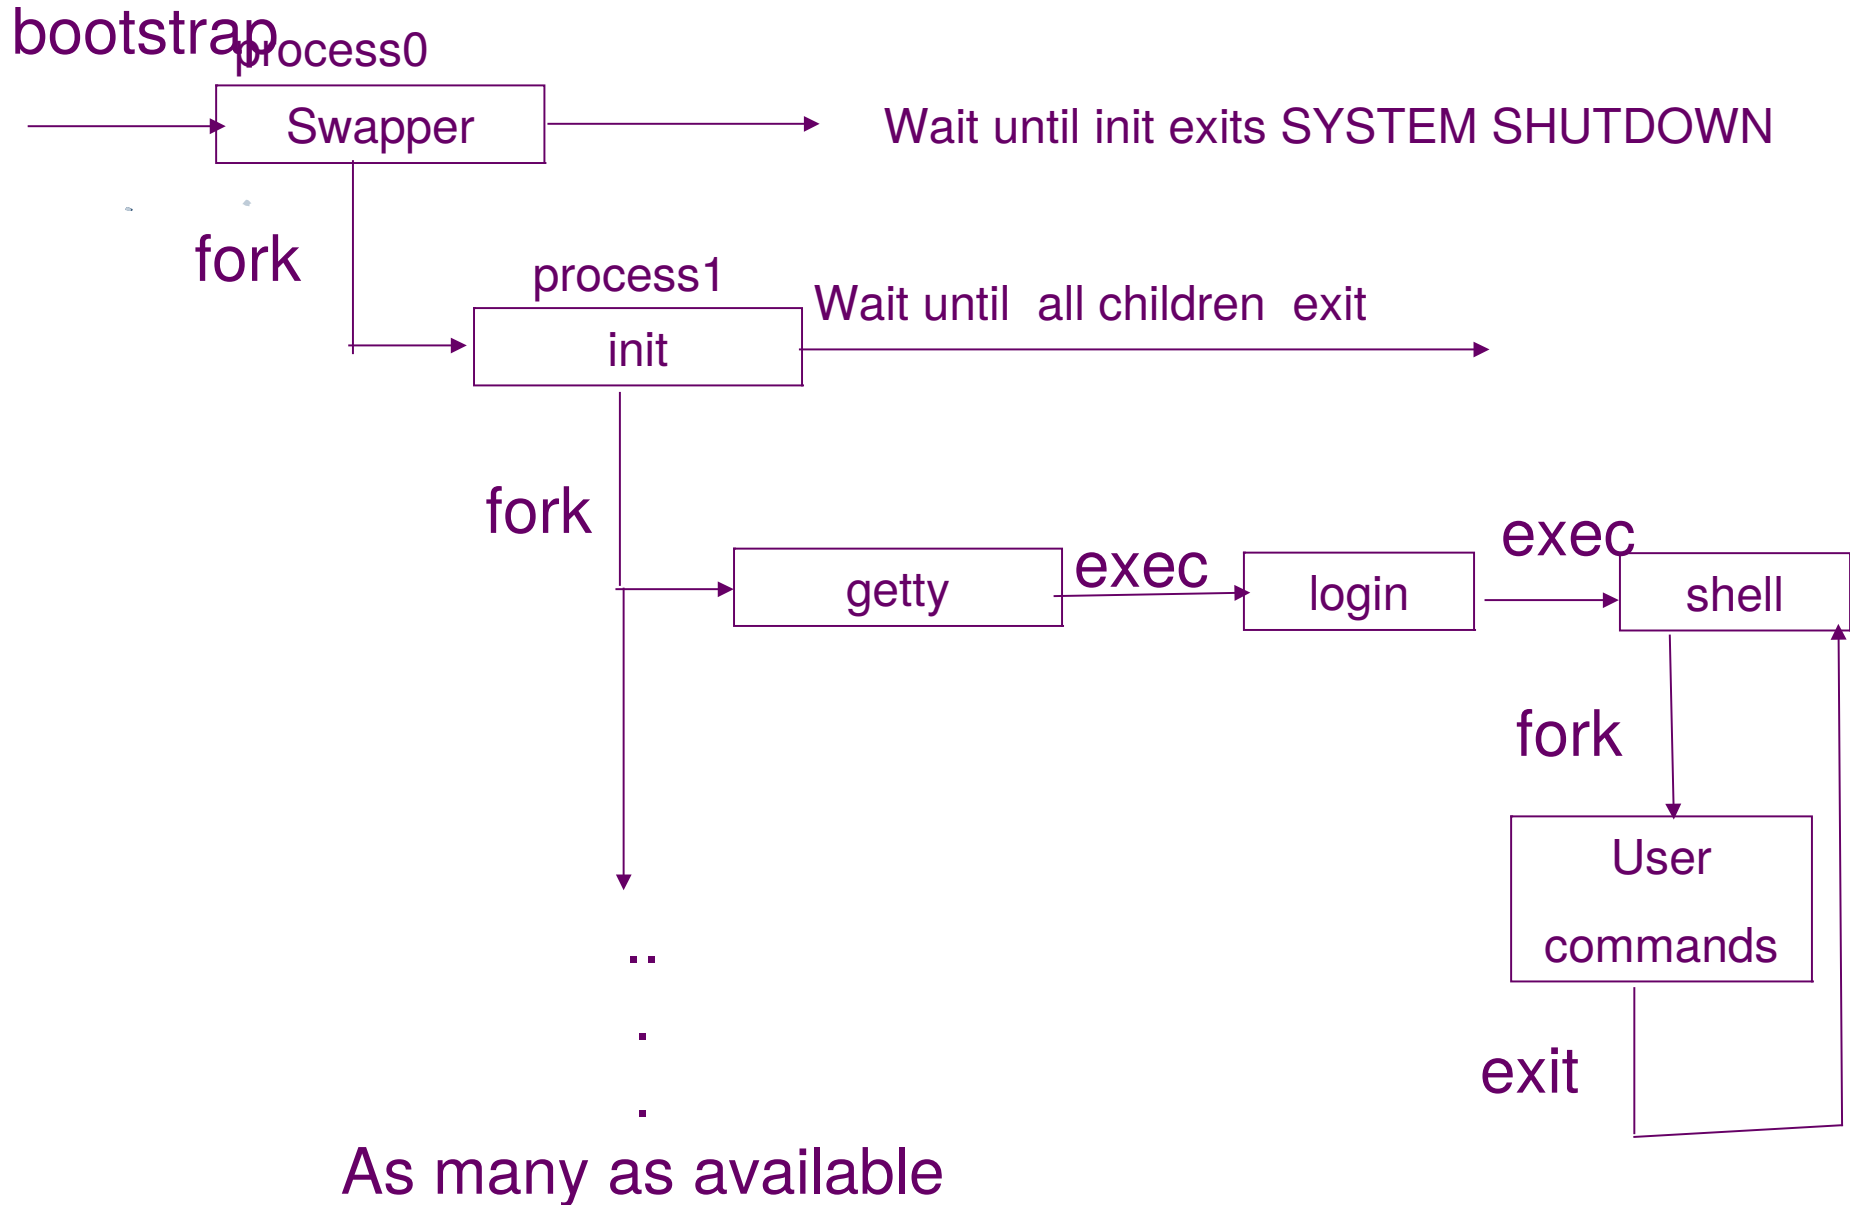 bootstrap
process0
Swapper
Wait until init exits SYSTEM SHUTDOWN
fork
process1
init
Wait until all children exit
fork
getty
exec
login
exec
shell
fork
User
commands
exit
..
.
.
As many as available